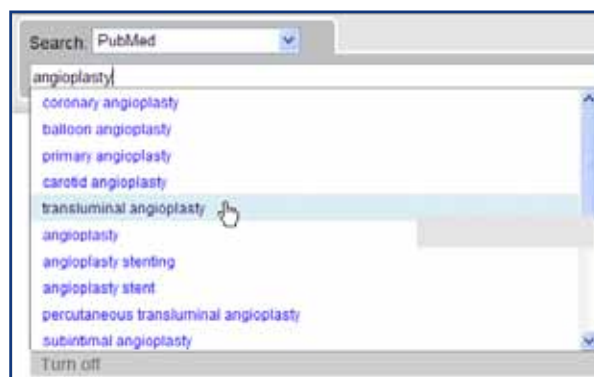 Search: PubMed
angioplasty
coronary angioplasty
balloon angioplasty
primary angioplasty
carotid angioplasty
transluminal angioplasty
angioplasty
angioplasty stenting
angioplasty stent
percutaneous transluminal angioplasty
subintimal angioplasty
Turn off